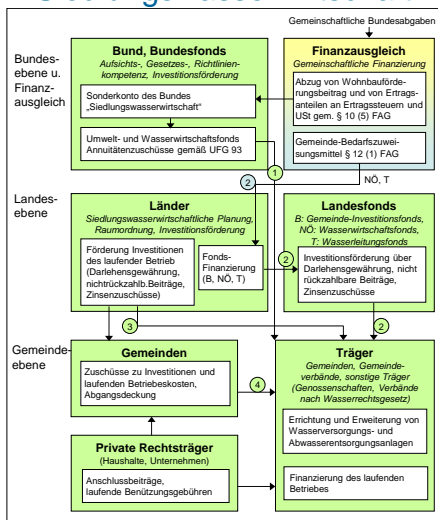 Gemeinschaftliche Bundesabgaben
Bundes-
ebene u.
Finanz-
ausgleich
Bund, Bundesfonds
Aufsichts-, Gesetzes-, Richtlinien-
kompetenz, Investitionsförderung
Sonderkonto des Bundes
„Siedlungswasserwirtschaft“
Umwelt- und Wasserwirtschaftsfonds
Annuitätenzuschüsse gemäß UFG 93
Finanzausgleich
Gemeinschaftliche Finanzierung
Abzug von Wohnbauförde-
rungsbeitrag und von Ertrags-
anteilen an Ertragssteuern und
USt gem. § 10 (5) FAG
Gemeinde-Bedarfszuwei-
sungsmittel § 12 (1) FAG
1
2
NÖ, T
Landes-
ebene
Länder
Siedlungswasserwirtschaftliche Planung,
Raumordnung, Investitionsförderung
Förderung Investitionen
des laufender Betrieb
(Darlehensgewährung,
nichtrückzahlb.Beiträge,
Zinsenzuschüsse)
Fonds-
Finanzierung
(B, NÖ, T)
2
Landesfonds
B: Gemeinde-Investitionsfonds,
NÖ: Wasserwirtschaftsfonds,
T: Wasserleitungsfonds
Investitionsförderung über
Darlehensgewährung, nicht
rückzahlbare Beiträge,
Zinsenzuschüsse
3
2
Gemeinde-
ebene
Gemeinden
Zuschüsse zu Investitionen und
laufenden Betriebskosten,
Abgangsdeckung
4
Träger
Gemeinden, Gemeinde-
verbände, sonstige Träger
(Genossenschaften, Verbände
nach Wasserrechtsgesetz)
Errichtung und Erweiterung von
Wasserversorgungs- und
Abwasserentsorgungsanlagen
Finanzierung des laufenden
Betriebes
Private Rechtsträger
(Haushalte, Unternehmen)
Anschlussbeiträge,
laufende Benützungsgebühren